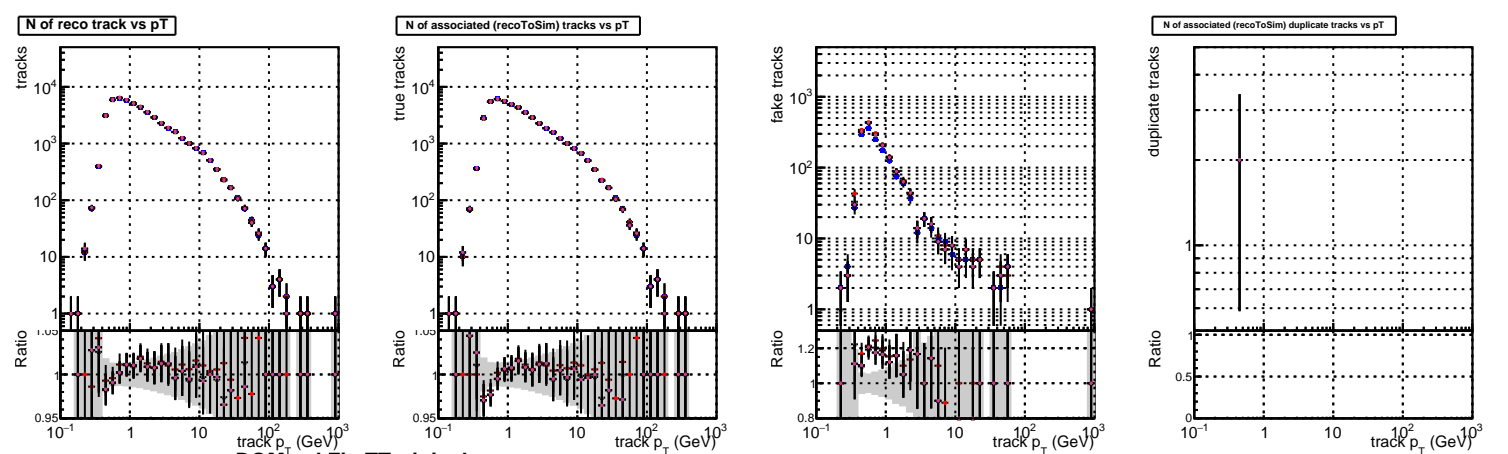 N of reco track vs pT
tracks
10^4
10^3
10^2
10
1
Ratio
1.05
1
0.95
10^-1 1 10 10^2 10^3
track p_T (GeV)
N of associated (recoToSim) tracks vs pT
true tracks
10^4
10^3
10^2
10
1
Ratio
1.05
1
0.95
10^-1 1 10 10^2 10^3
track p_T (GeV)
fake tracks
10^3
10^2
10
1
Ratio
1.2
1
0.8
10^-1 1 10 10^2 10^3
track p_T (GeV)
N of associated (recoToSim) duplicate tracks vs pT
duplicate tracks
1
Ratio
1
0.5
0
10^-1 1 10 10^2 10^3
track p_T (GeV)